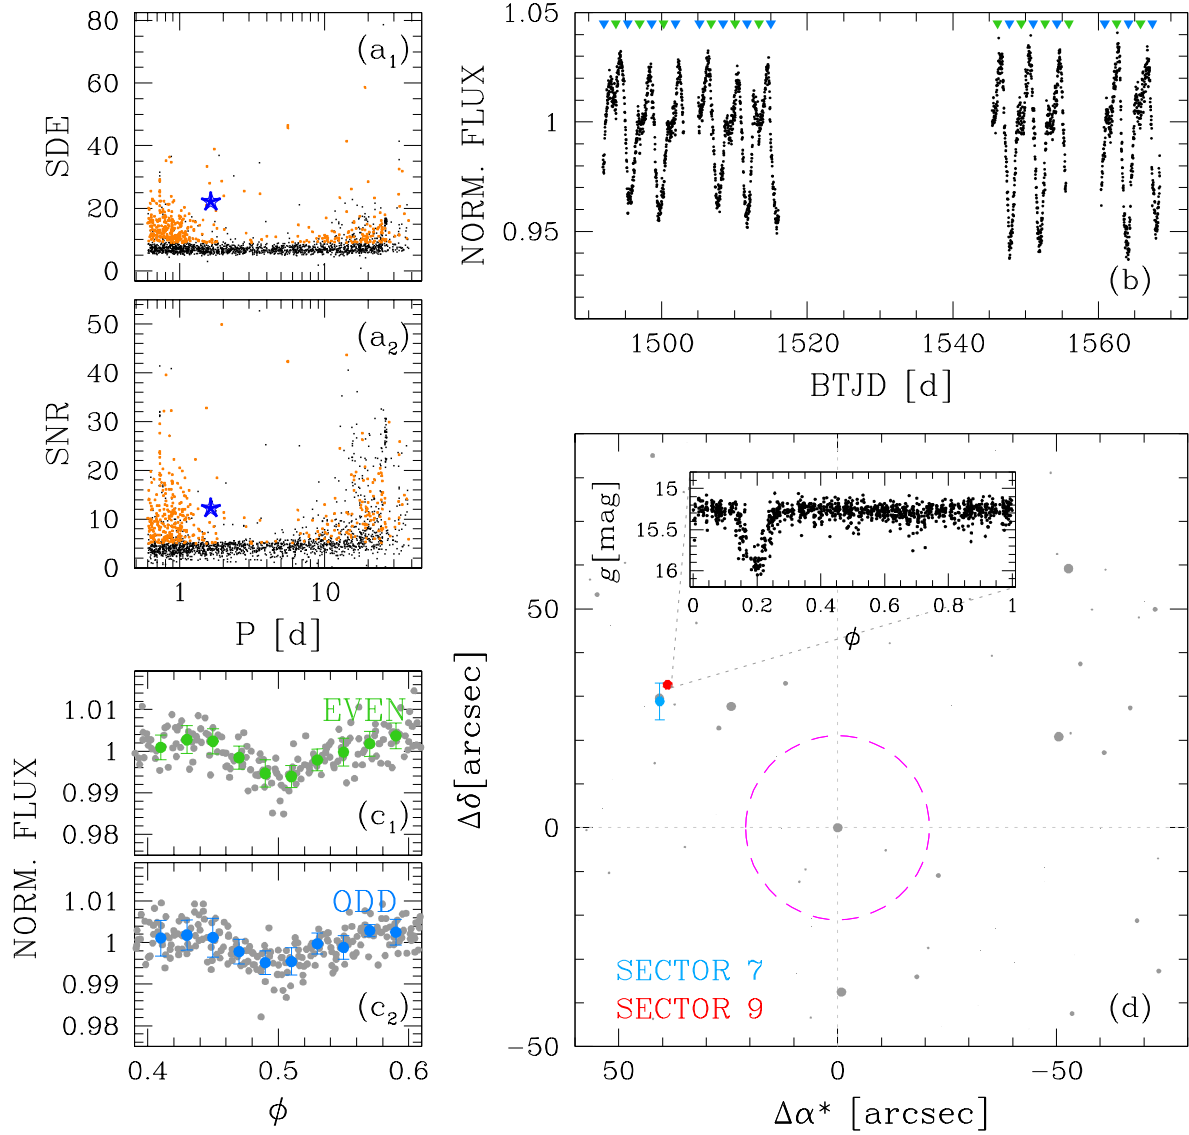 80
60
40
20
0
SDE
(a1)
50
40
30
20
10
0
SNR
(a2)
1 10
P [d]
1.05
1
0.95
NORM. FLUX
(b)
1500 1520 1540 1560
BTJD [d]
1.01
1
0.99
0.98
EVEN
(c1)
NORM. FLUX
1.01
1
0.99
0.98
ODD
(c2)
0.4 0.5 0.6
ϕ
15
15.5
16
g[mag]
0 0.2 0.4 0.6 0.8 1
ϕ
50
0
−50
Δδ[arcsec]
SECTOR 7
SECTOR 9
(d)
50 0 −50
Δα* [arcsec]